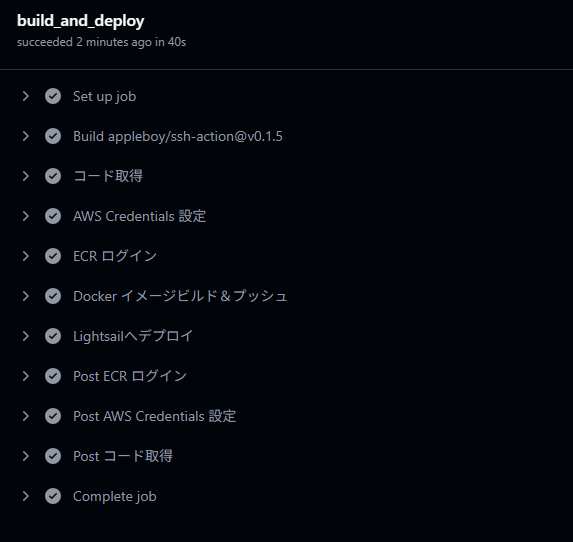 build_and_deploy
succeeded 2 minutes ago in 40s
Set up job
Build appleboy/ssh-action@v0.1.5
コード取得
AWS Credentials 設定
ECR ログイン
Docker イメージビルド＆プッシュ
Lightsailへデプロイ
Post ECR ログイン
Post AWS Credentials 設定
Post コード取得
Complete job